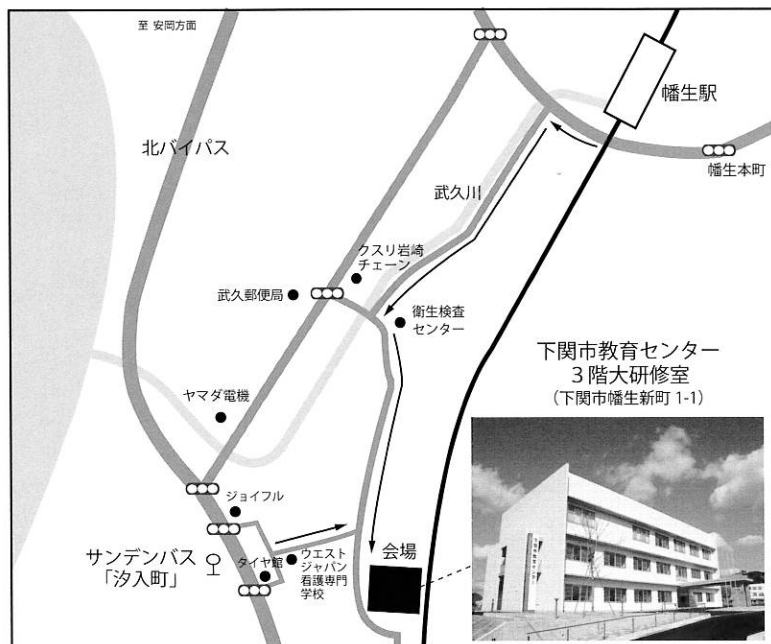 至 安岡方面
北バイパス
幡生駅
幡生本町
武久川
クスリ岩崎
チェーン
武久郵便局
衛生検査
センター
下関市教育センター
3階大研修室
(下関市幡生新町 1-1)
ヤマダ電機
ジョイフル
サンデンバス
「汐入町」
タイヤ館
ウエスト
ジャパン
看護専門
学校
会場